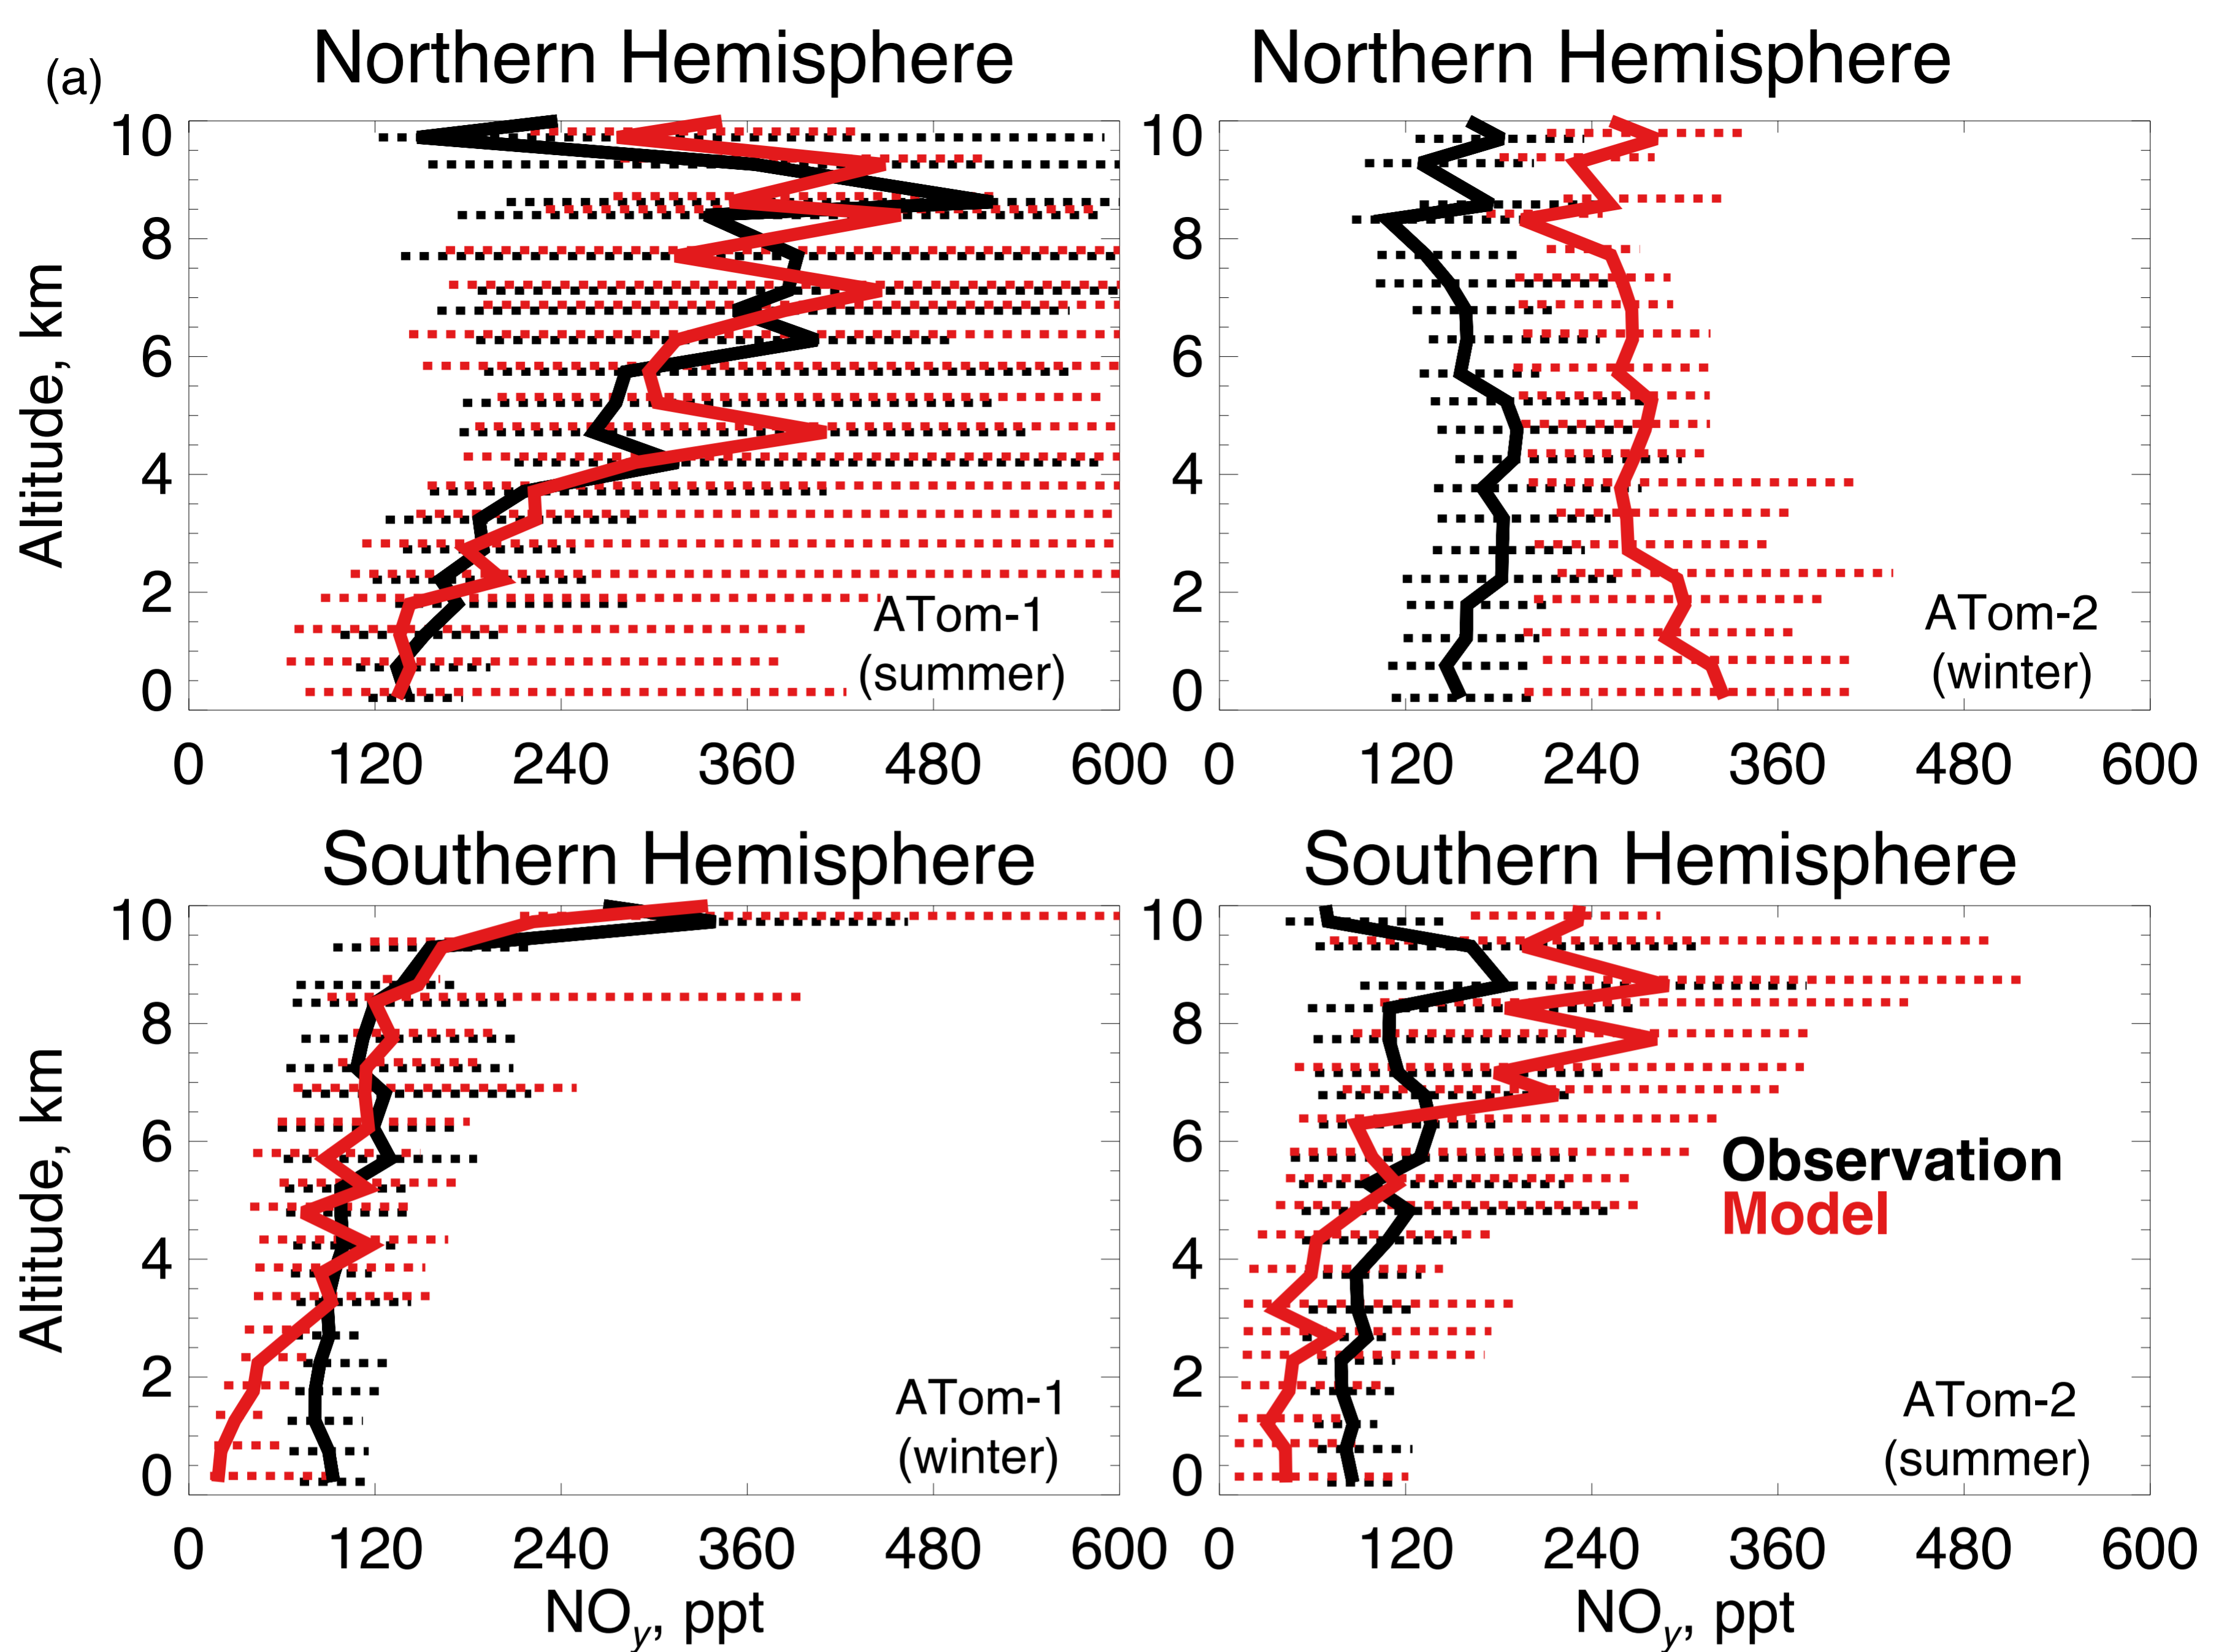 (a)
Northern Hemisphere
Northern Hemisphere
Altitude, km
10
8
6
4
2
0
ATom-1
(summer)
0 120 240 360 480 600
10
8
6
4
2
0
ATom-2
(winter)
0 120 240 360 480 600
Southern Hemisphere
Southern Hemisphere
Altitude, km
10
8
6
4
2
0
ATom-1
(winter)
0 120 240 360 480 600
NOy, ppt
10
8
6
4
2
0
Observation
Model
ATom-2
(summer)
0 120 240 360 480 600
NOy, ppt